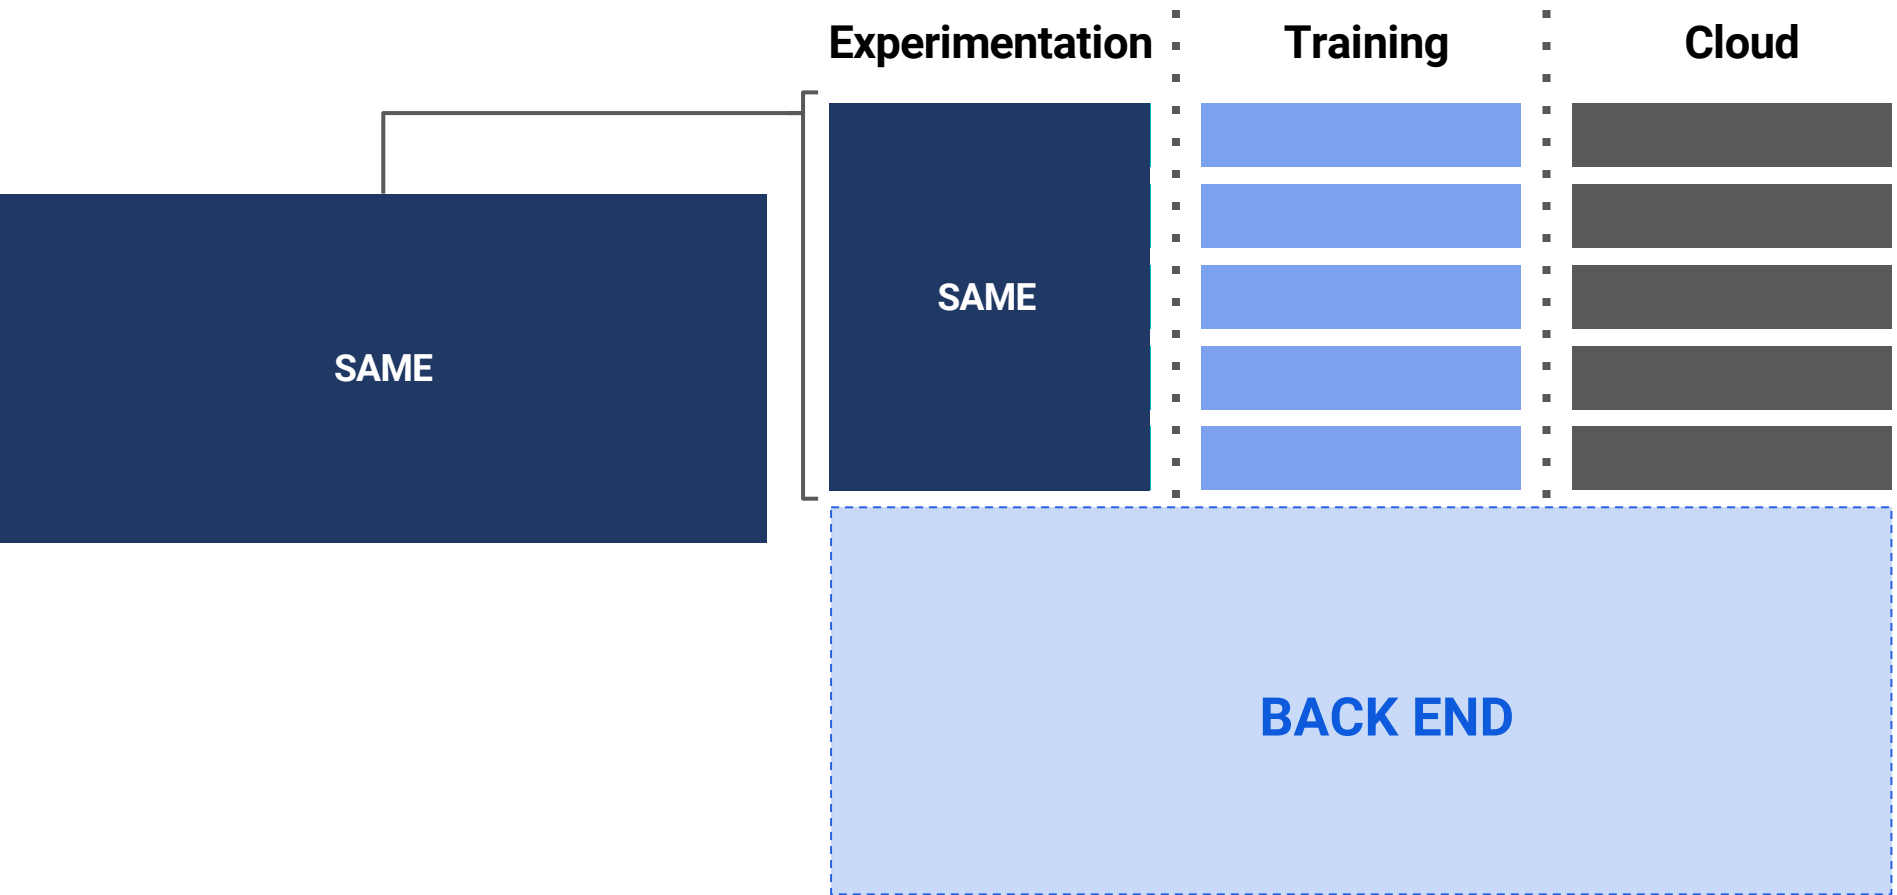 Experimentation
Training
Cloud
SAME
SAME
BACK END